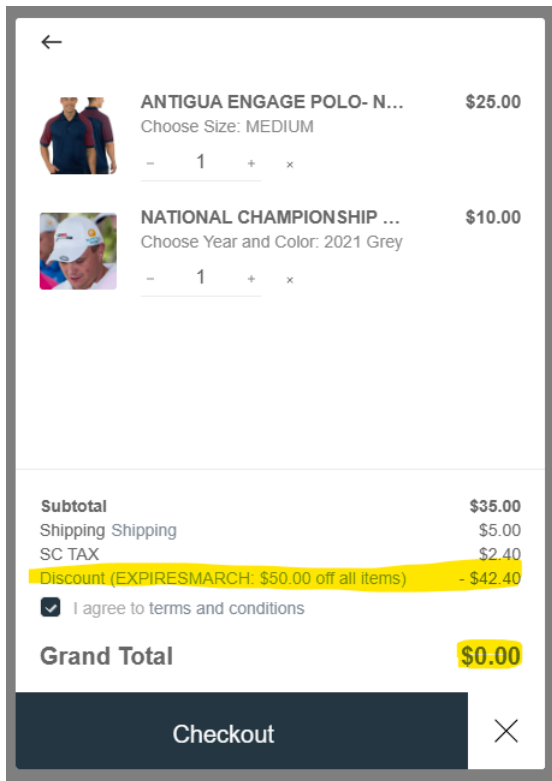 ANTIGUA ENGAGE POLO- N... $25.00
Choose Size: MEDIUM
− 1 + ×
NATIONAL CHAMPIONSHIP ... $10.00
Choose Year and Color: 2021 Grey
− 1 + ×
Subtotal $35.00
Shipping Shipping $5.00
SC TAX $2.40
Discount (EXPIRESMARCH: $50.00 off all items) - $42.40
I agree to terms and conditions
Grand Total $0.00
Checkout